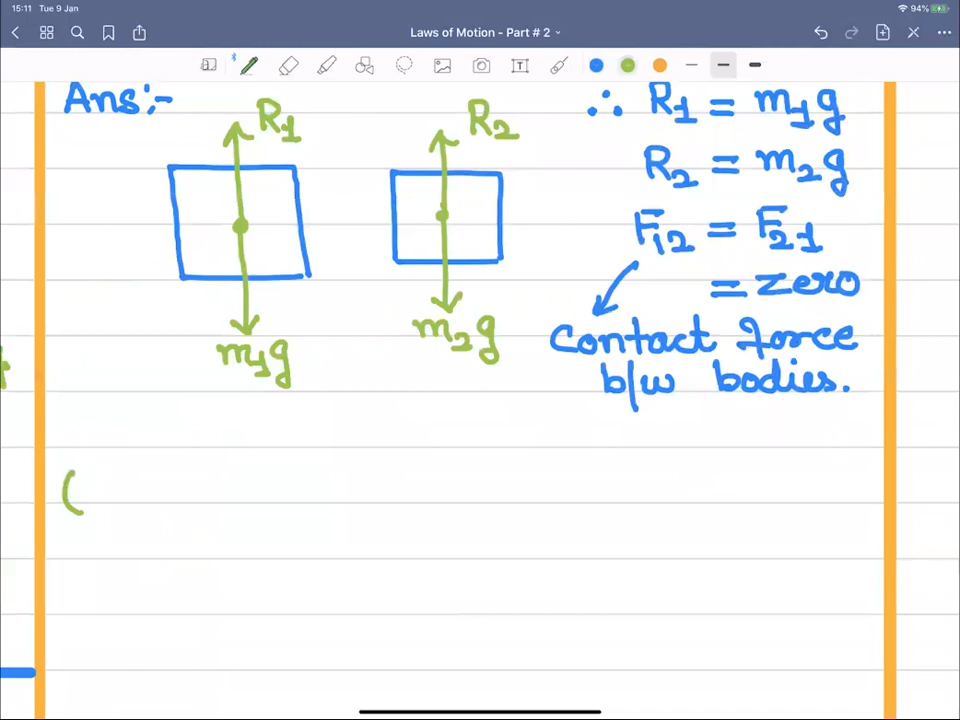 15:11 Tue 9 Jan
94%
Laws of Motion - Part # 2
Ans:-
R1
R2
m1g
m2g
∴ R1 = m1g
R2 = m2g
F12 = F21
= zero
Contact force
b/w bodies.
(